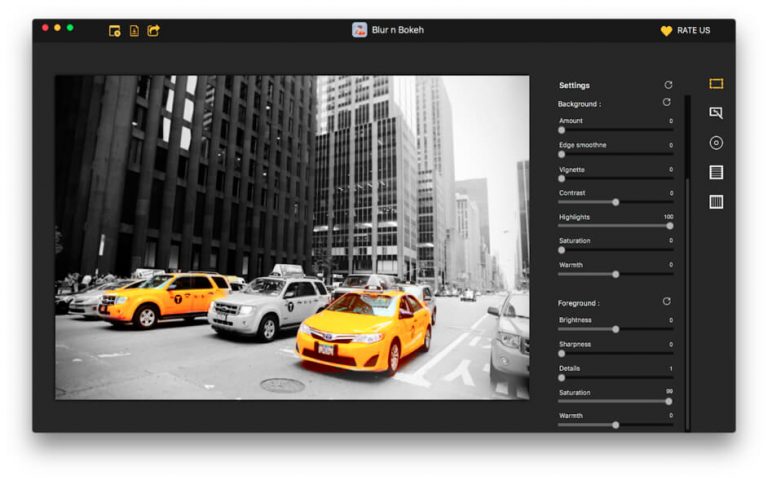 Blur n Bokeh
RATE US
Settings
Background :
Amount 0
Edge smoothne 0
Vignette 0
Contrast 0
Highlights 100
Saturation 0
Warmth 0
Foreground :
Brightness 0
Sharpness 0
Details 1
Saturation 99
Warmth 0